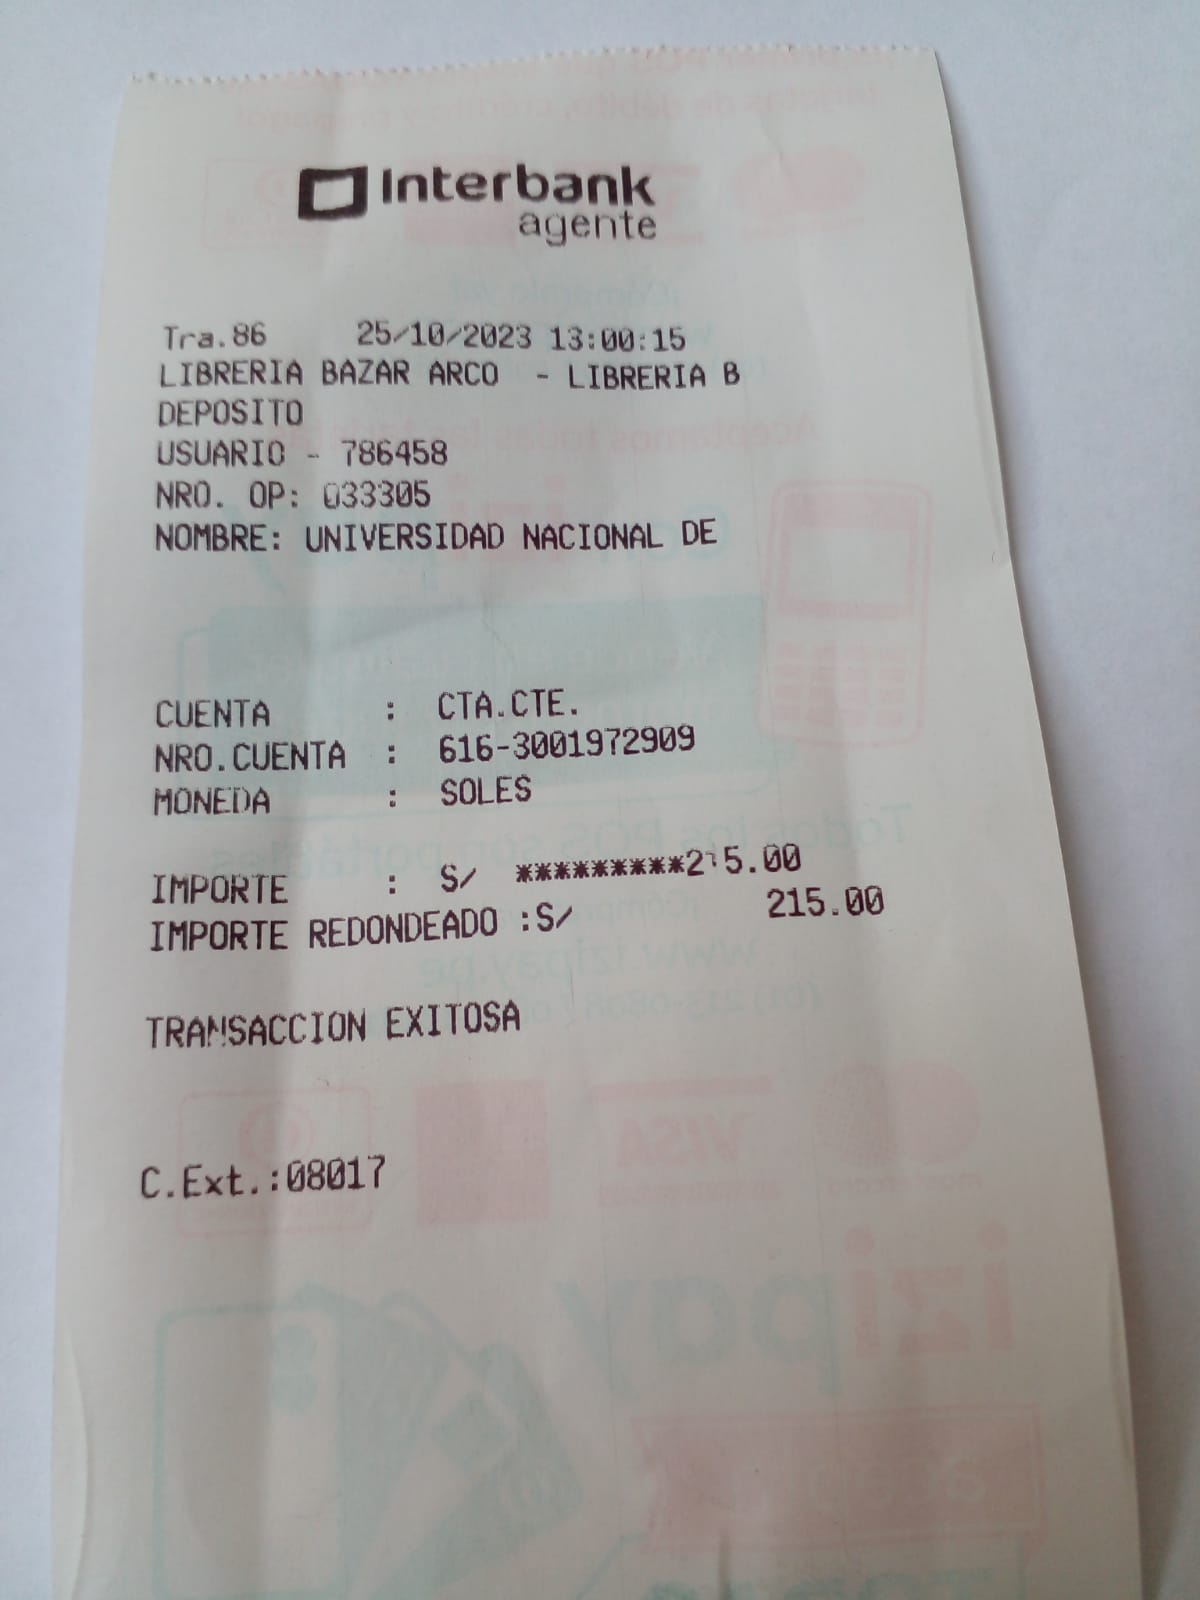 Interbank
agente
Tra.86 25/10/2023 13:00:15
LIBRERIA BAZAR ARCO - LIBRERIA B
DEPOSITO
USUARIO - 786458
NRO. OP: 033305
NOMBRE: UNIVERSIDAD NACIONAL DE
CUENTA : CTA.CTE.
NRO.CUENTA : 616-3001972909
MONEDA : SOLES
IMPORTE : S/ *********215.00
IMPORTE REDONDEADO :S/ 215.00
TRANSACCION EXITOSA
C.Ext.:08017